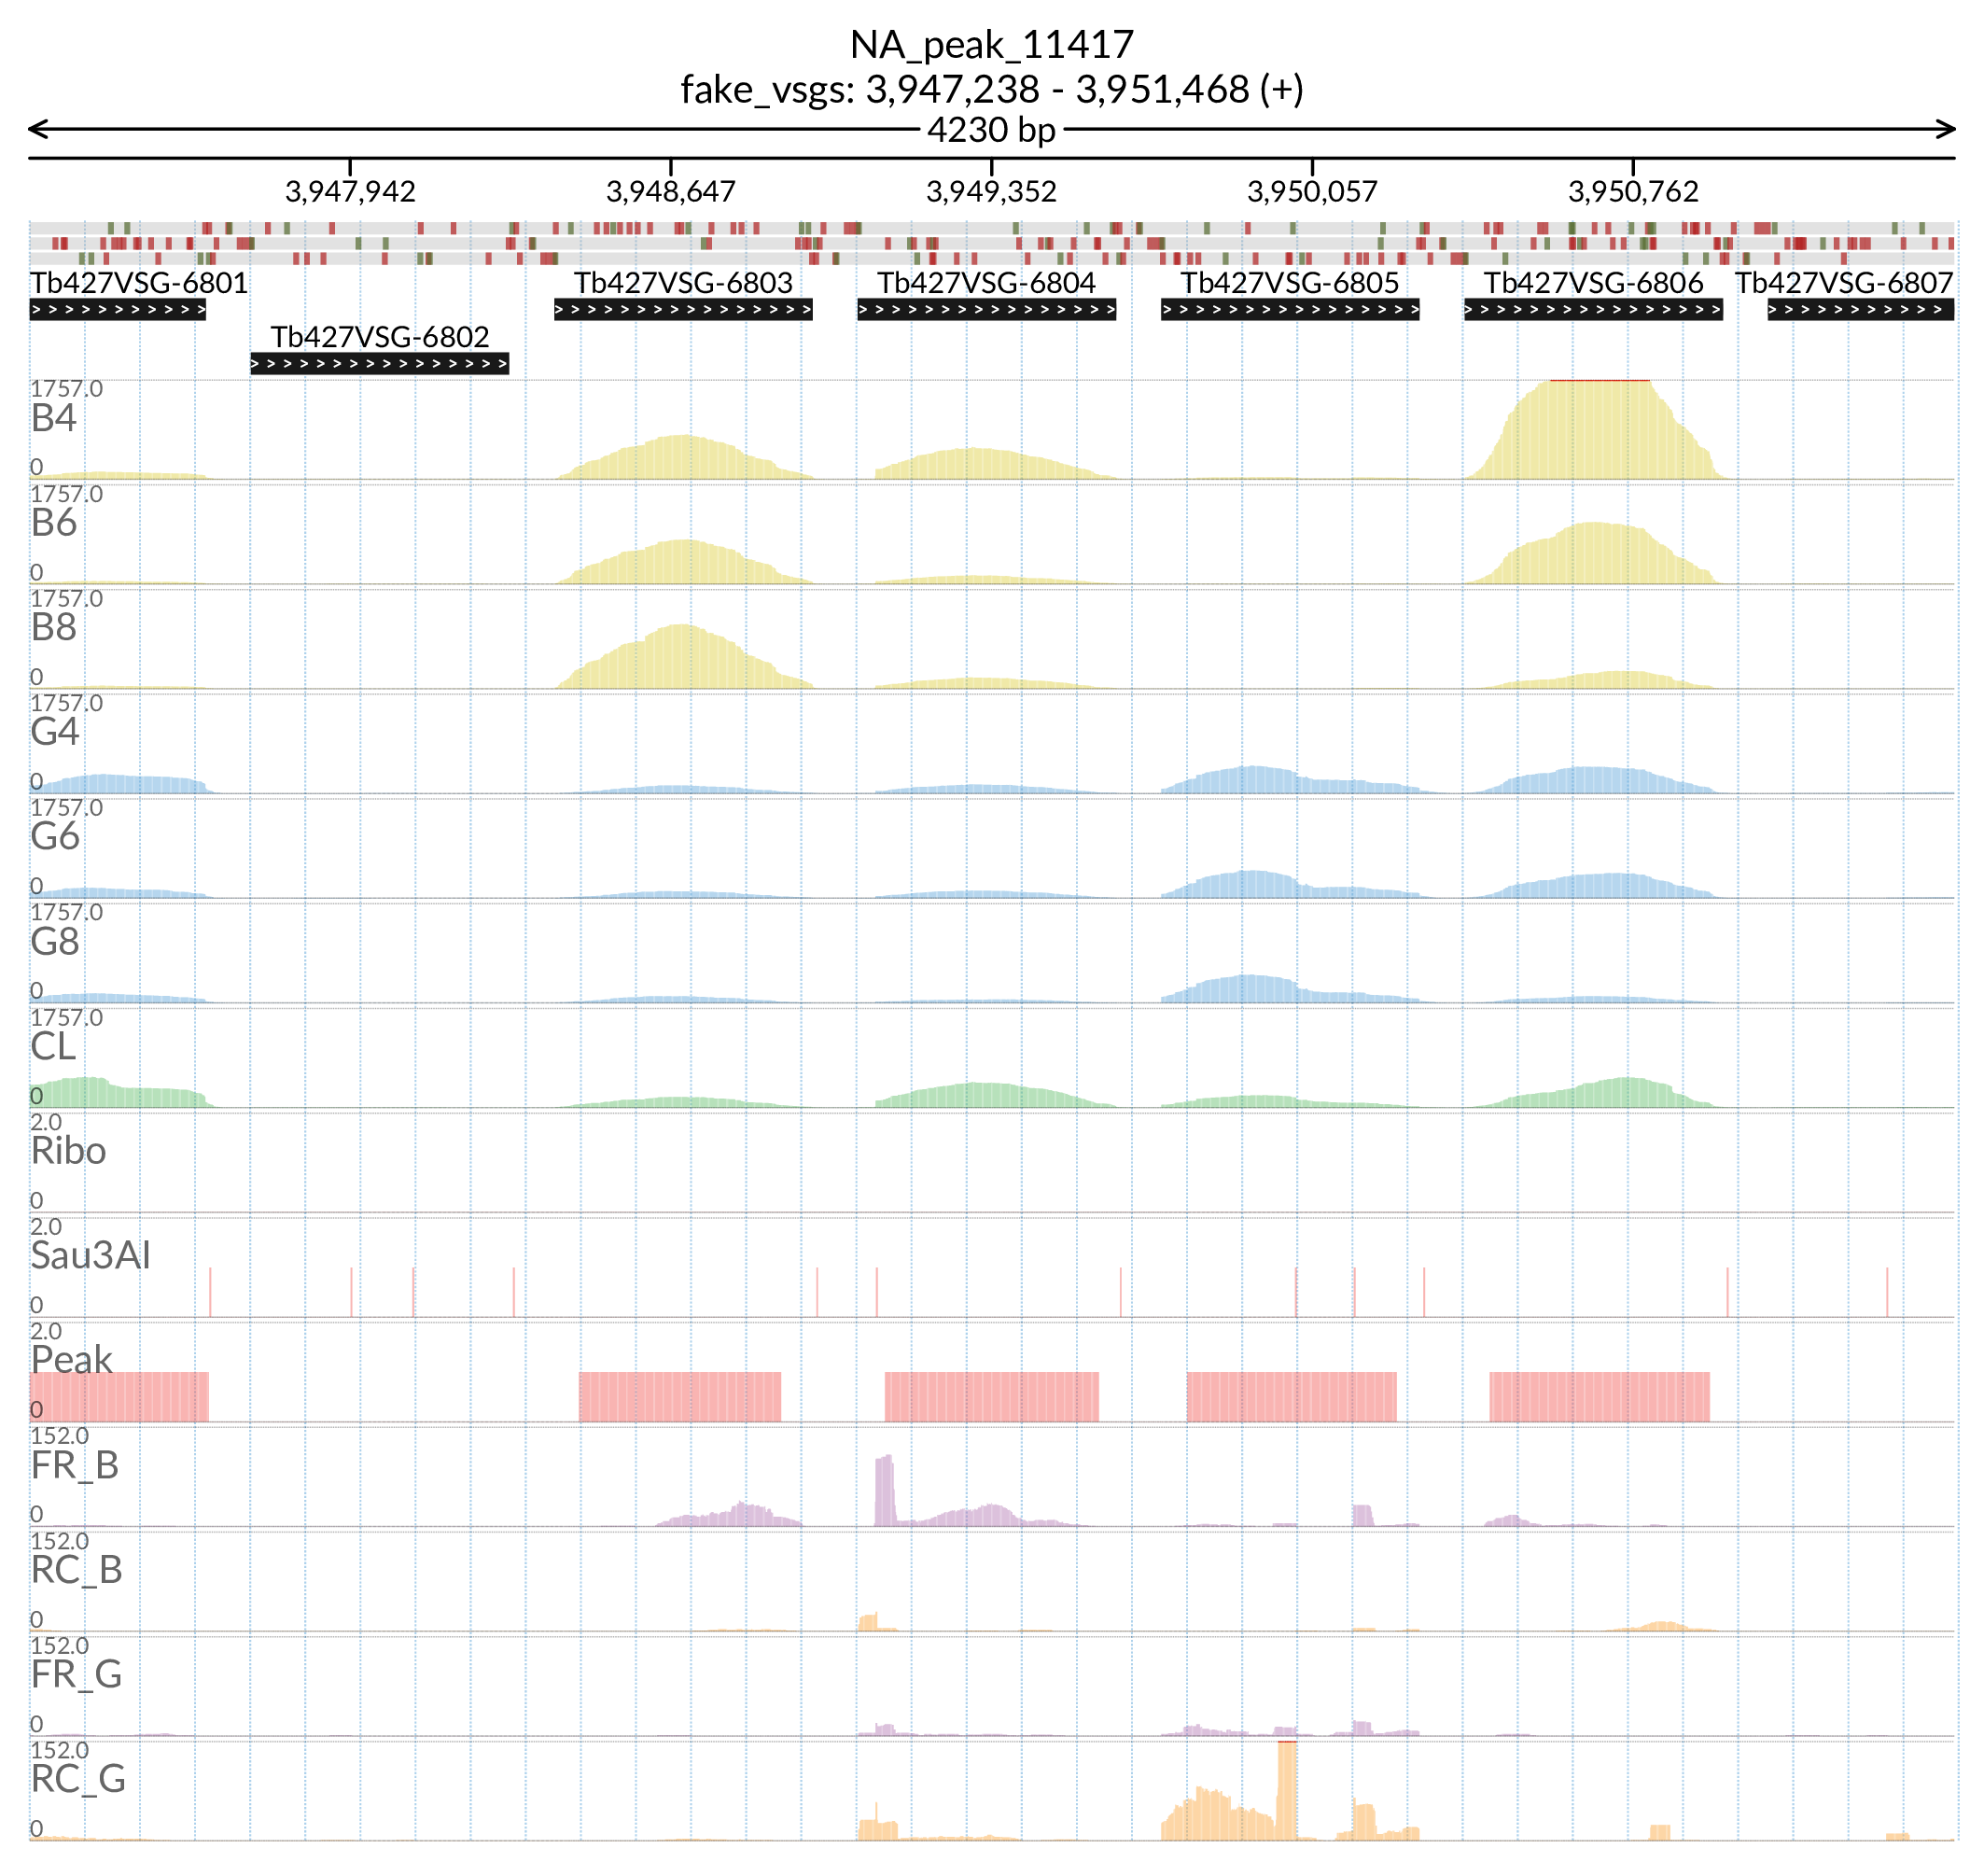 NA_peak_11417
fake_vsgs: 3,947,238 - 3,951,468 (+)
4230 bp
3,947,942 3,948,647 3,949,352 3,950,057 3,950,762
Tb427VSG-6801 Tb427VSG-6803 Tb427VSG-6804 Tb427VSG-6805 Tb427VSG-6806 Tb427VSG-6807
Tb427VSG-6802
1757.0
B4
0
1757.0
B6
0
1757.0
B8
0
1757.0
G4
0
1757.0
G6
0
1757.0
G8
0
1757.0
CL
0
2.0
Ribo
0
2.0
Sau3AI
0
2.0
Peak
0
152.0
FR_B
0
152.0
RC_B
0
152.0
FR_G
0
152.0
RC_G
0